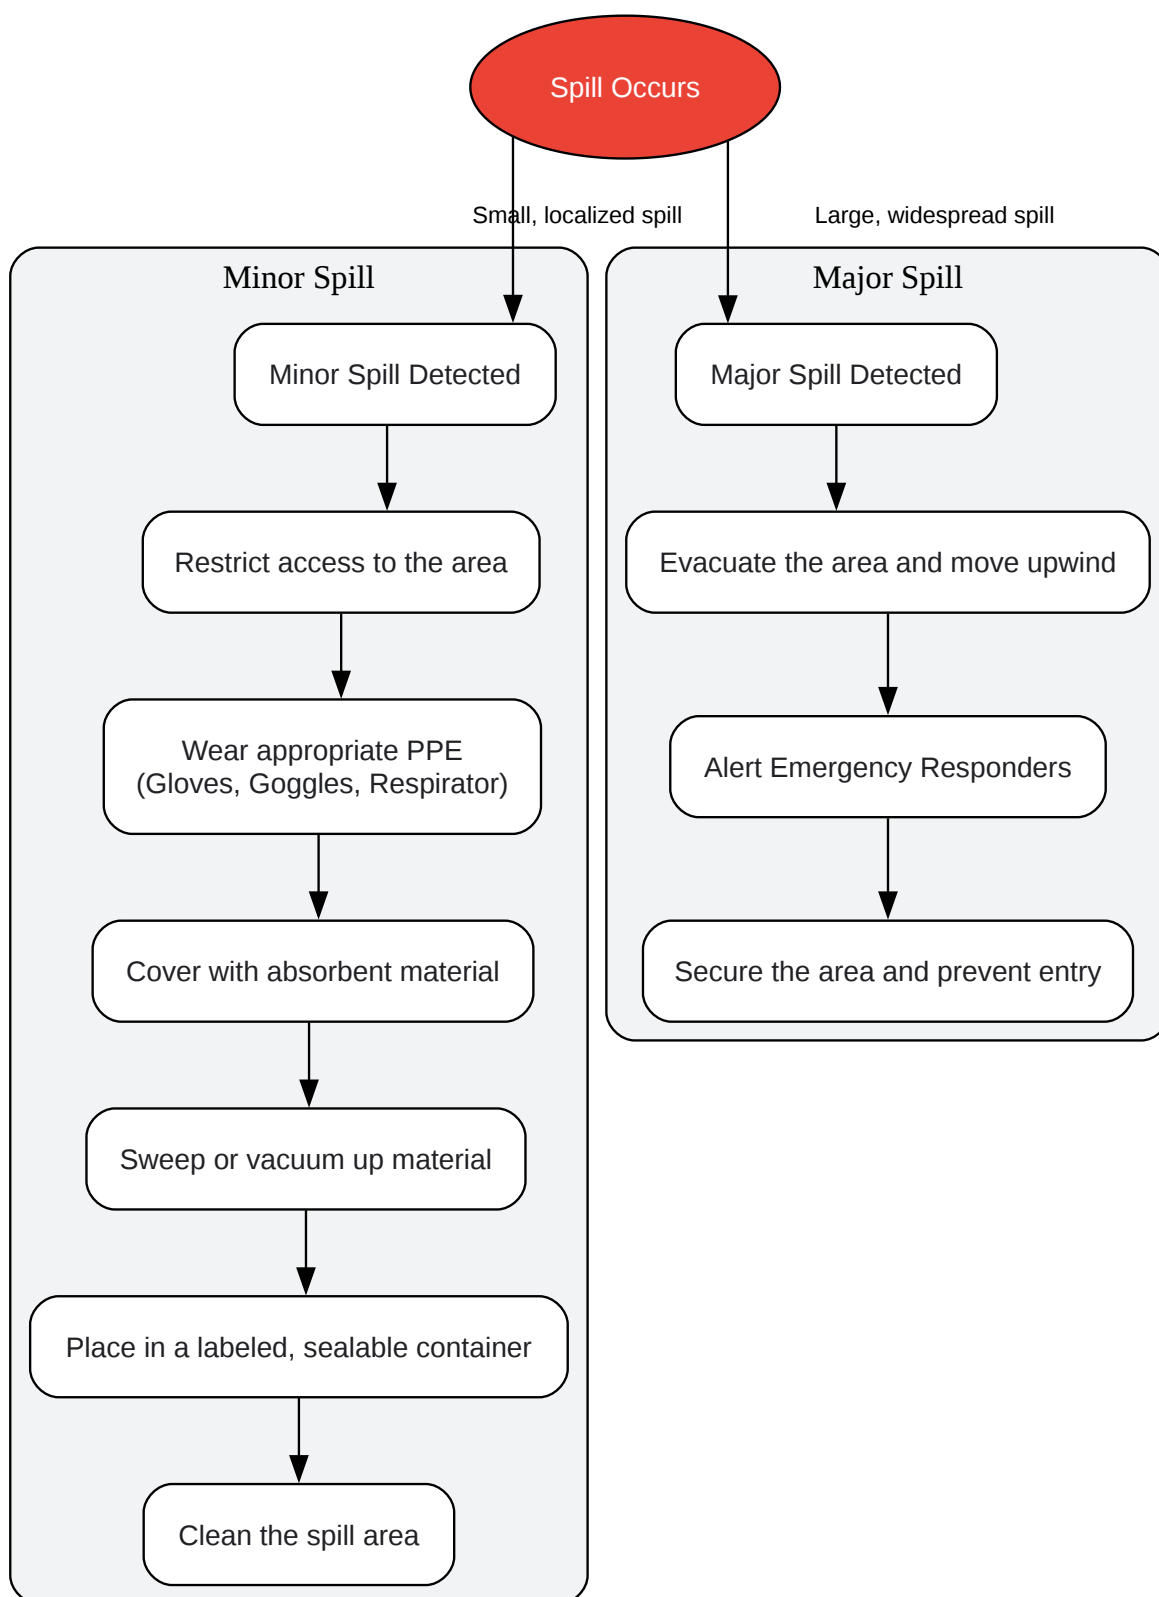 Spill Occurs
Small, localized spill
Large, widespread spill
Minor Spill
Minor Spill Detected
Restrict access to the area
Wear appropriate PPE
(Gloves, Goggles, Respirator)
Cover with absorbent material
Sweep or vacuum up material
Place in a labeled, sealable container
Clean the spill area
Major Spill
Major Spill Detected
Evacuate the area and move upwind
Alert Emergency Responders
Secure the area and prevent entry